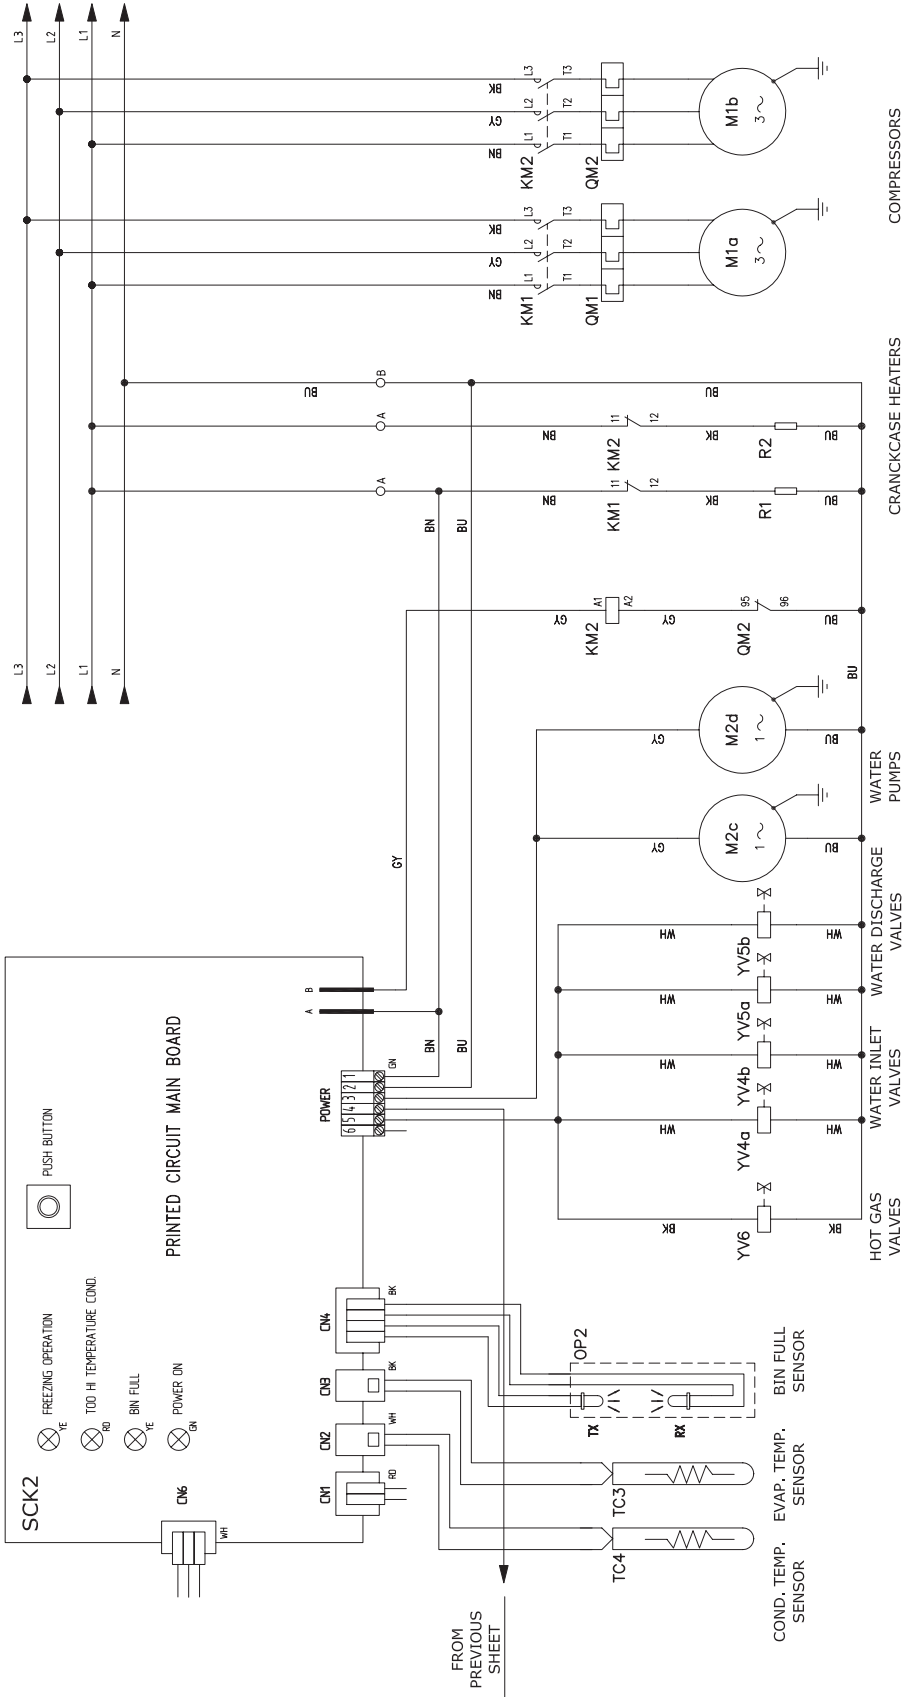 SCK2
FREEZING OPERATION
YE
TOO HI TEMPERATURE COND.
RD
BIN FULL
YE
POWER ON
GN
PUSH BUTTON
PRINTED CIRCUIT MAIN BOARD
CN6
WH
CN1
RD
CN2
WH
CN3
BK
CN4
BK
POWER
6 5 4 3 2 1
GN
A
B
GY
BN
BU
BN
BU
L3
L2
L1
N
L3
L2
L1
N
FROM
PREVIOUS
SHEET
TC4
COND. TEMP.
SENSOR
TC3
EVAP. TEMP.
SENSOR
OP2
TX
RX
BIN FULL
SENSOR
BK
YV6
BK
HOT GAS
VALVES
WH
YV4a
WH
WH
YV4b
WH
WATER INLET
VALVES
WH
YV5a
WH
WH
YV5b
WH
WATER DISCHARGE
VALVES
GY
M2c
1
BU
GY
M2d
1
BU
WATER
PUMPS
BU
GY
KM2
A1
A2
GY
QM2
95
96
BU
A
BN
KM1
11
12
BK
R1
BU
A
BN
KM2
11
12
BK
R2
BU
BU
B
BU
CRANCKCASE HEATERS
BN
GY
BK
KM1
L1
L2
L3
T1
T2
T3
QM1
M1a
3
BN
GY
BK
KM2
L1
L2
L3
T1
T2
T3
QM2
M1b
3
COMPRESSORS